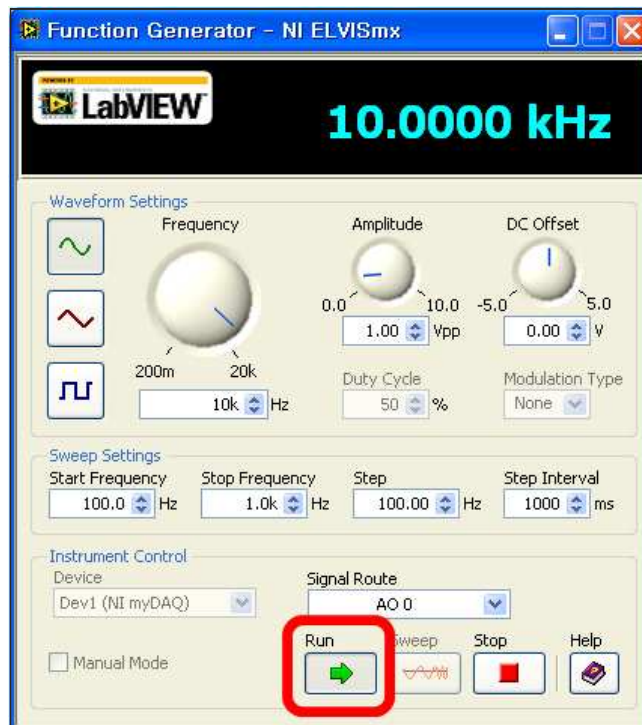 Function Generator - NI ELVISmx
LabVIEW
10.0000 kHz
Waveform Settings
Frequency
Amplitude
DC Offset
0.0 10.0
-5.0 5.0
1.00 Vpp
0.00 V
200m 20k
Duty Cycle
Modulation Type
10k Hz
50 %
None
Sweep Settings
Start Frequency Stop Frequency Step Step Interval
100.0 Hz 1.0k Hz 100.00 Hz 1000 ms
Instrument Control
Device
Signal Route
Dev1 (NI myDAQ)
AO 0
Run Sweep Stop Help
Manual Mode